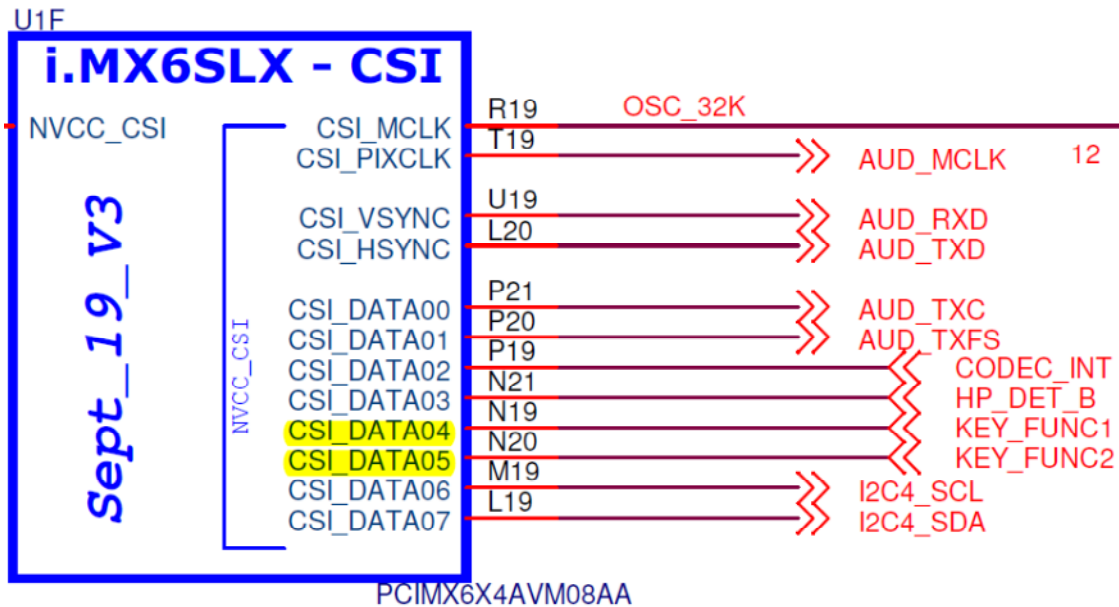 U1F
i.MX6SLX - CSI
NVCC_CSI
Sept_19_v3
NVCC_CSI
CSI_MCLK R19 OSC_32K
CSI_PIXCLK T19 AUD_MCLK 12
CSI_VSYNC U19 AUD_RXD
CSI_HSYNC L20 AUD_TXD
CSI_DATA00 P21 AUD_TXC
CSI_DATA01 P20 AUD_TXFS
CSI_DATA02 P19 CODEC_INT
CSI_DATA03 N21 HP_DET_B
CSI_DATA04 N19 KEY_FUNC1
CSI_DATA05 N20 KEY_FUNC2
CSI_DATA06 M19 I2C4_SCL
CSI_DATA07 L19 I2C4_SDA
PCIMX6X4AVM08AA